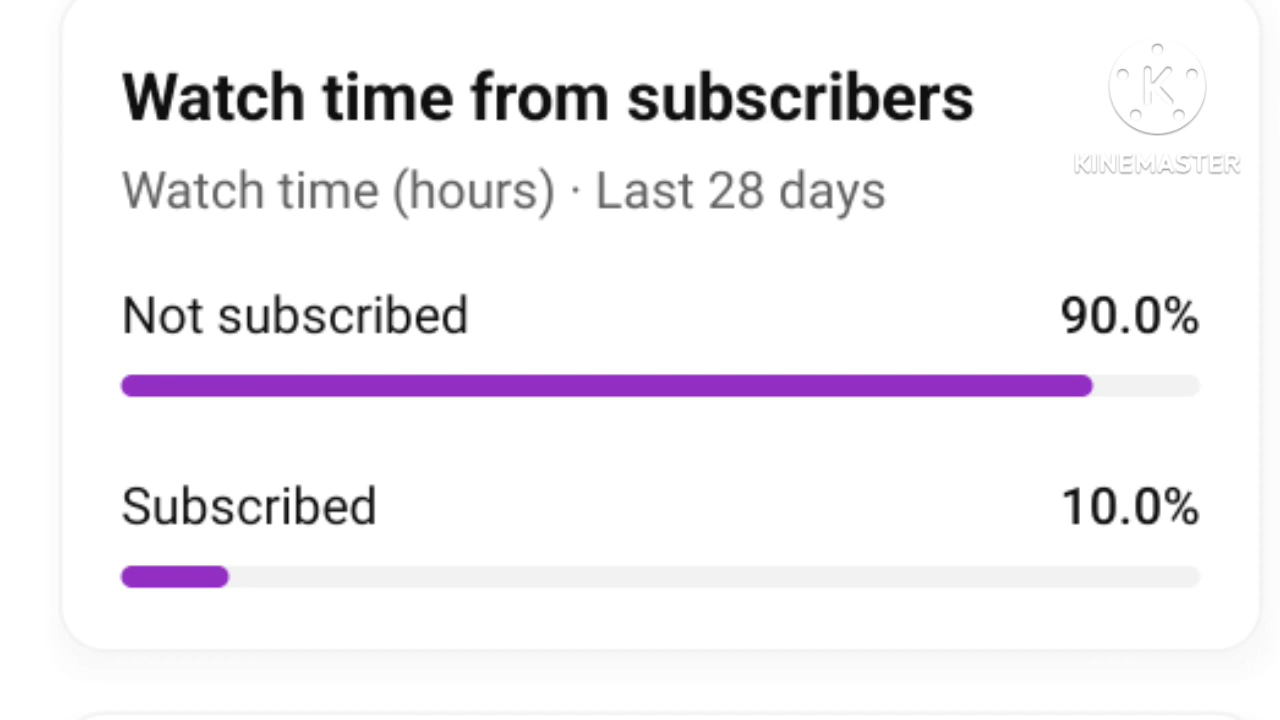 Watch time from subscribers
KINEMASTER
Watch time (hours) · Last 28 days
Not subscribed 90.0%
Subscribed 10.0%